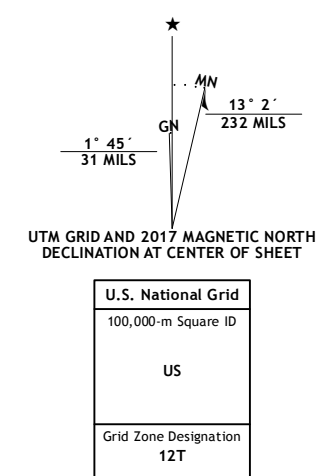 ★
MN
13° 2´
232 MILS
GN
1° 45´
31 MILS
UTM GRID AND 2017 MAGNETIC NORTH
DECLINATION AT CENTER OF SHEET
U.S. National Grid
100,000-m Square ID
US
Grid Zone Designation
12T